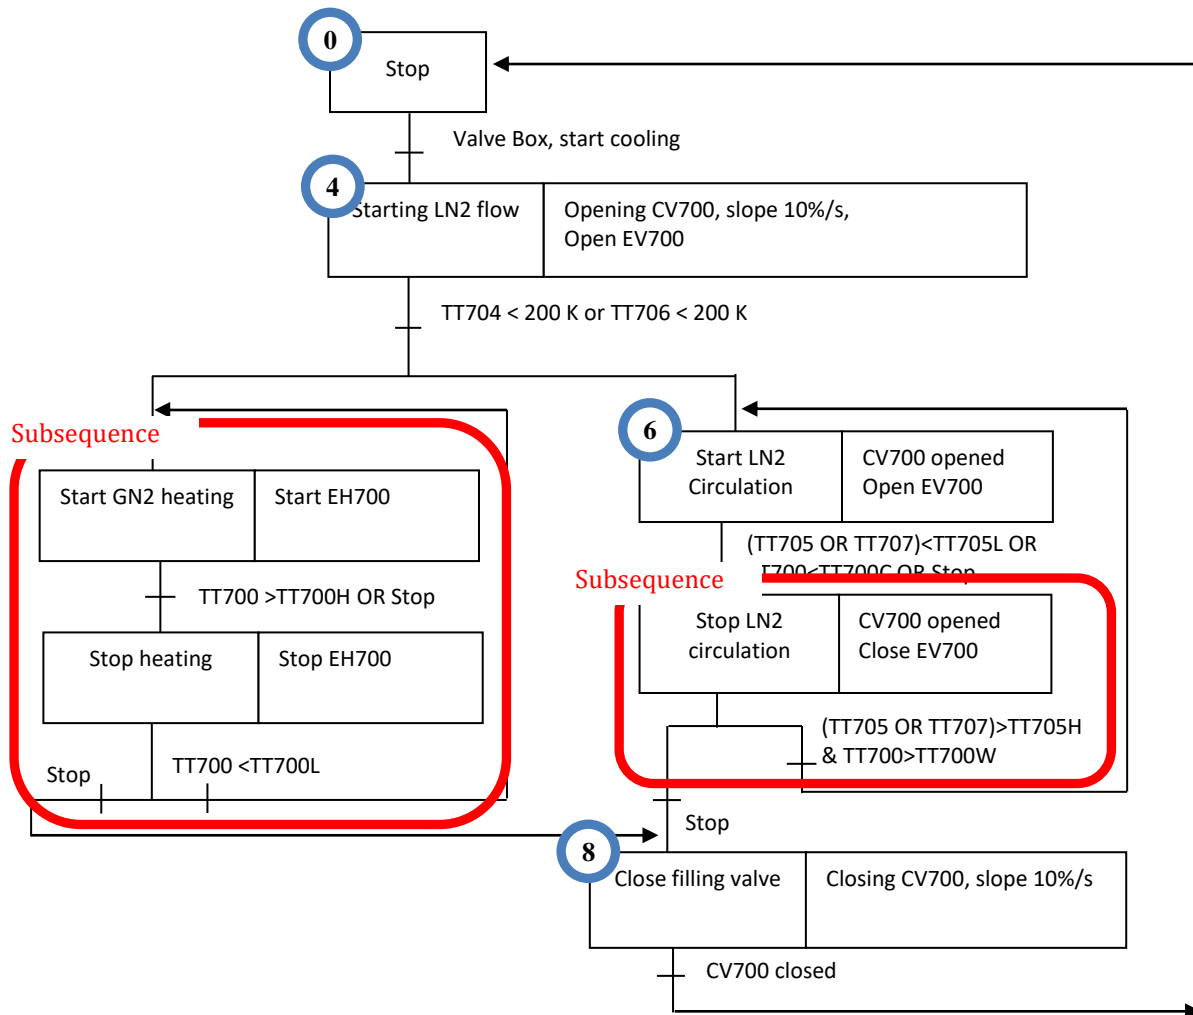 0
Stop
Valve Box, start cooling
4
Starting LN2 flow
Opening CV700, slope 10%/s,
Open EV700
TT704 < 200 K or TT706 < 200 K
Subsequence
Start GN2 heating
Start EH700
TT700 >TT700H OR Stop
Stop heating
Stop EH700
Stop
TT700 <TT700L
6
Start LN2
Circulation
CV700 opened
Open EV700
(TT705 OR TT707)<TT705L OR
TT700<TT700C OR Stop
Subsequence
Stop LN2
circulation
CV700 opened
Close EV700
(TT705 OR TT707)>TT705H
& TT700>TT700W
Stop
8
Close filling valve
Closing CV700, slope 10%/s
CV700 closed